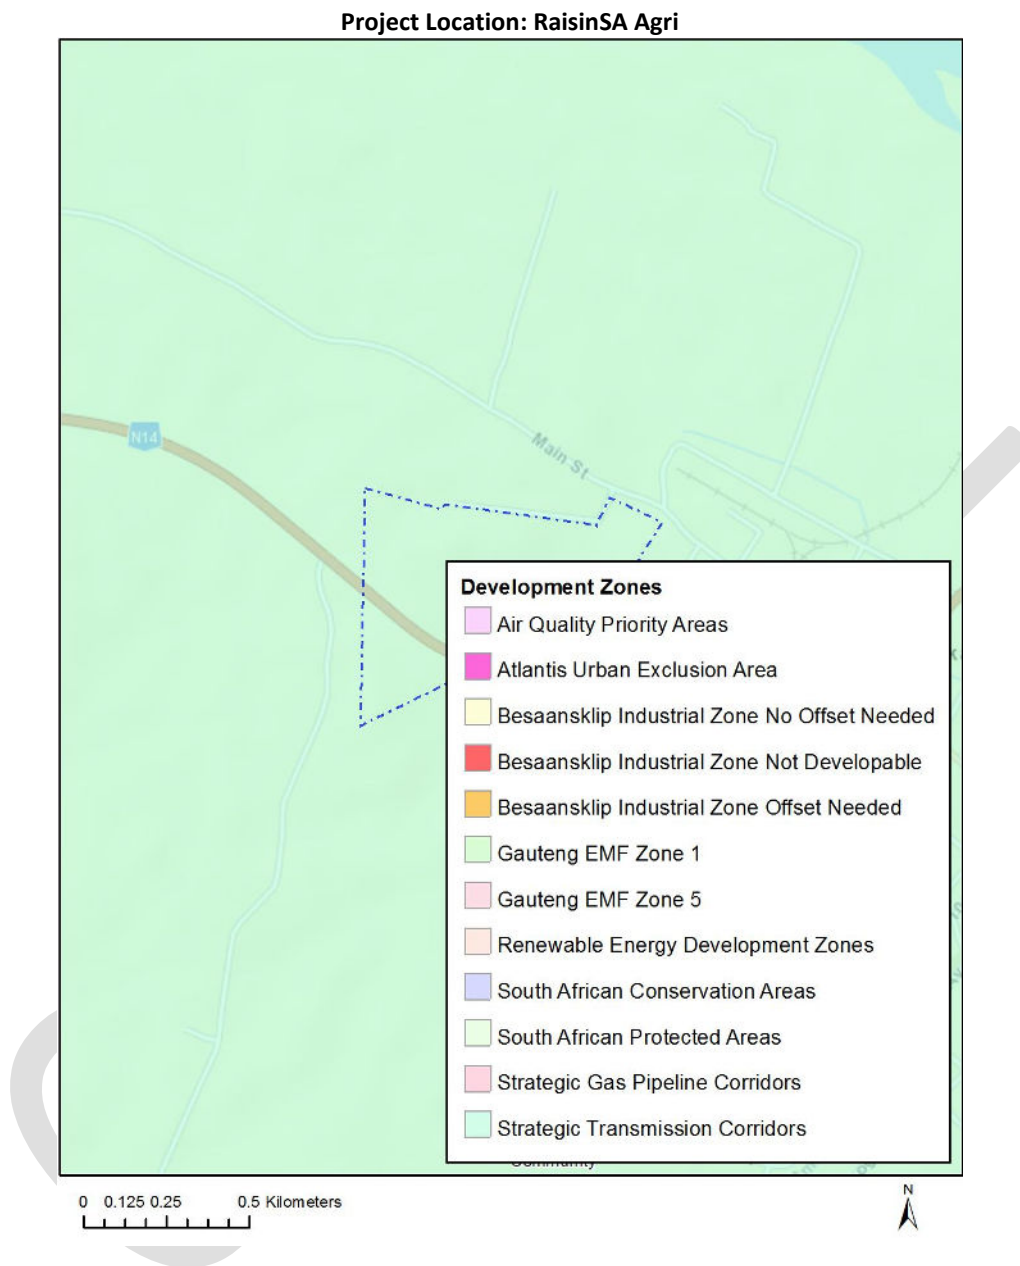 Project Location: RaisinSA Agri
N14
Main St
Development Zones
Air Quality Priority Areas
Atlantis Urban Exclusion Area
Besaansklip Industrial Zone No Offset Needed
Besaansklip Industrial Zone Not Developable
Besaansklip Industrial Zone Offset Needed
Gauteng EMF Zone 1
Gauteng EMF Zone 5
Renewable Energy Development Zones
South African Conservation Areas
South African Protected Areas
Strategic Gas Pipeline Corridors
Strategic Transmission Corridors
Community
0 0.125 0.25 0.5 Kilometers
N